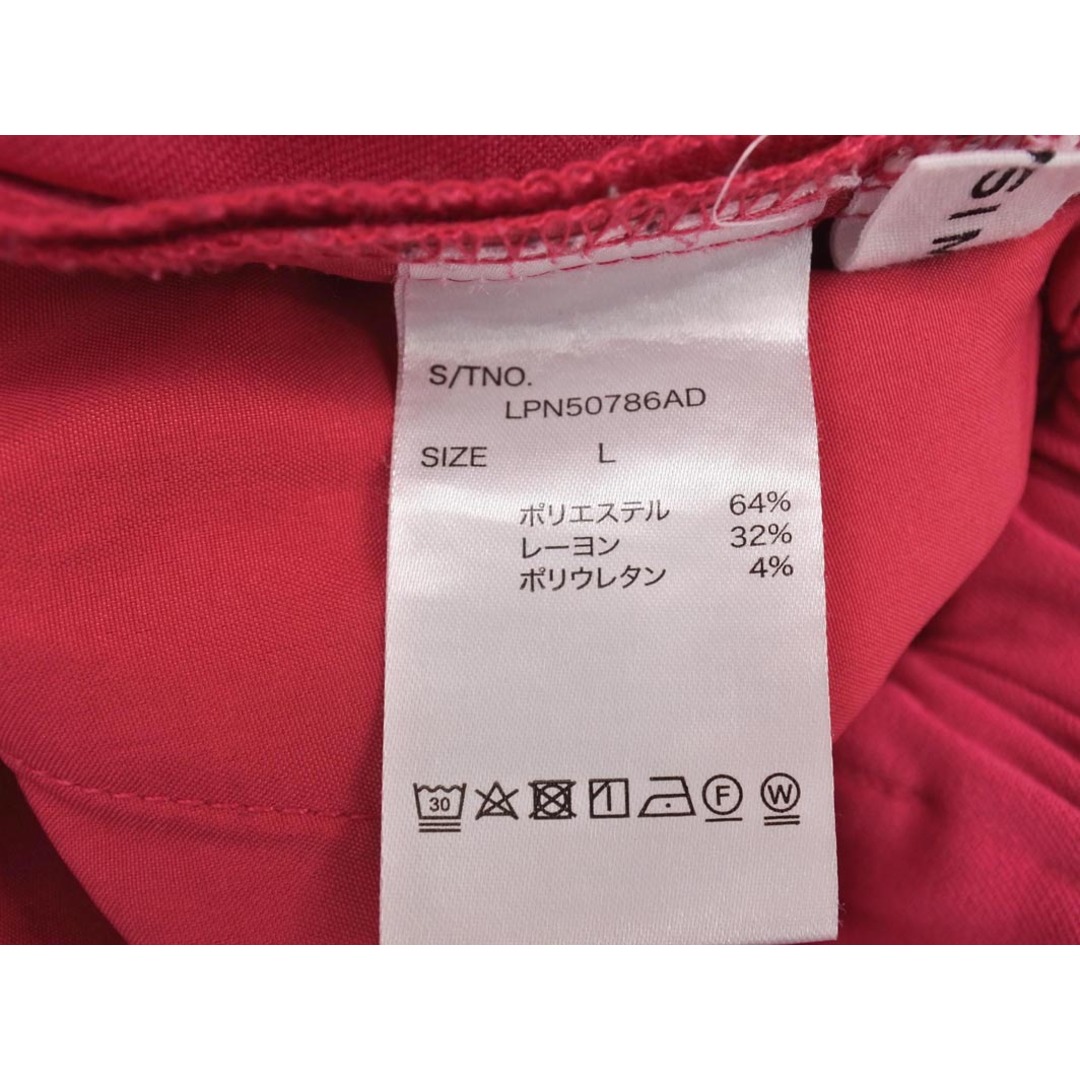 S/TNO.
LPN50786AD
SIZE L
ポリエステル 64%
レーヨン 32%
ポリウレタン 4%
30 F W